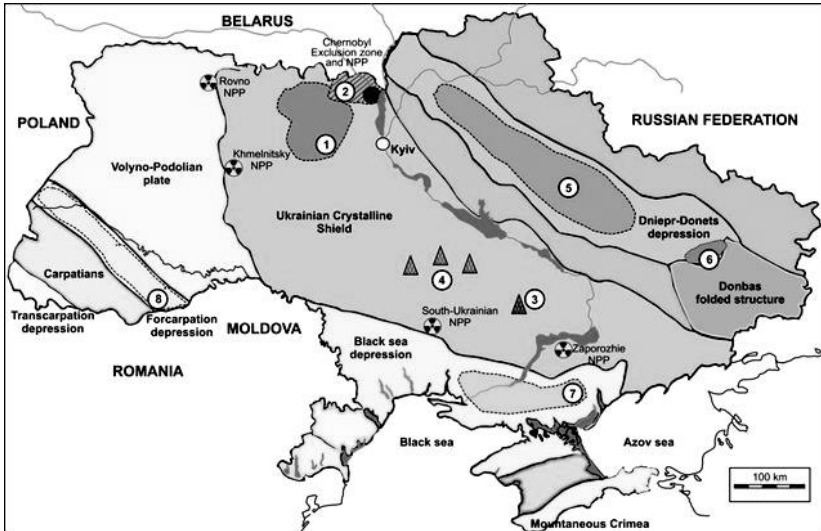 BELARUS
Chernobyl
Exclusion zone
and NPP
Rovno
NPP
2
POLAND
RUSSIAN FEDERATION
1
Kyiv
Khmelnitsky NPP
Volyno-Podolian
plate
5
Ukrainian Crystalline
Shield
Dniepr-Donets
depression
6
Carpatians
4
Donbas
folded structure
8
3
Transcarpation
depression
Forcarpation
depression
MOLDOVA
South-Ukrainian
NPP
Black sea
depression
Zaporozhie
NPP
ROMANIA
7
Black sea
Azov sea
100 km
Mountaneous Crimea